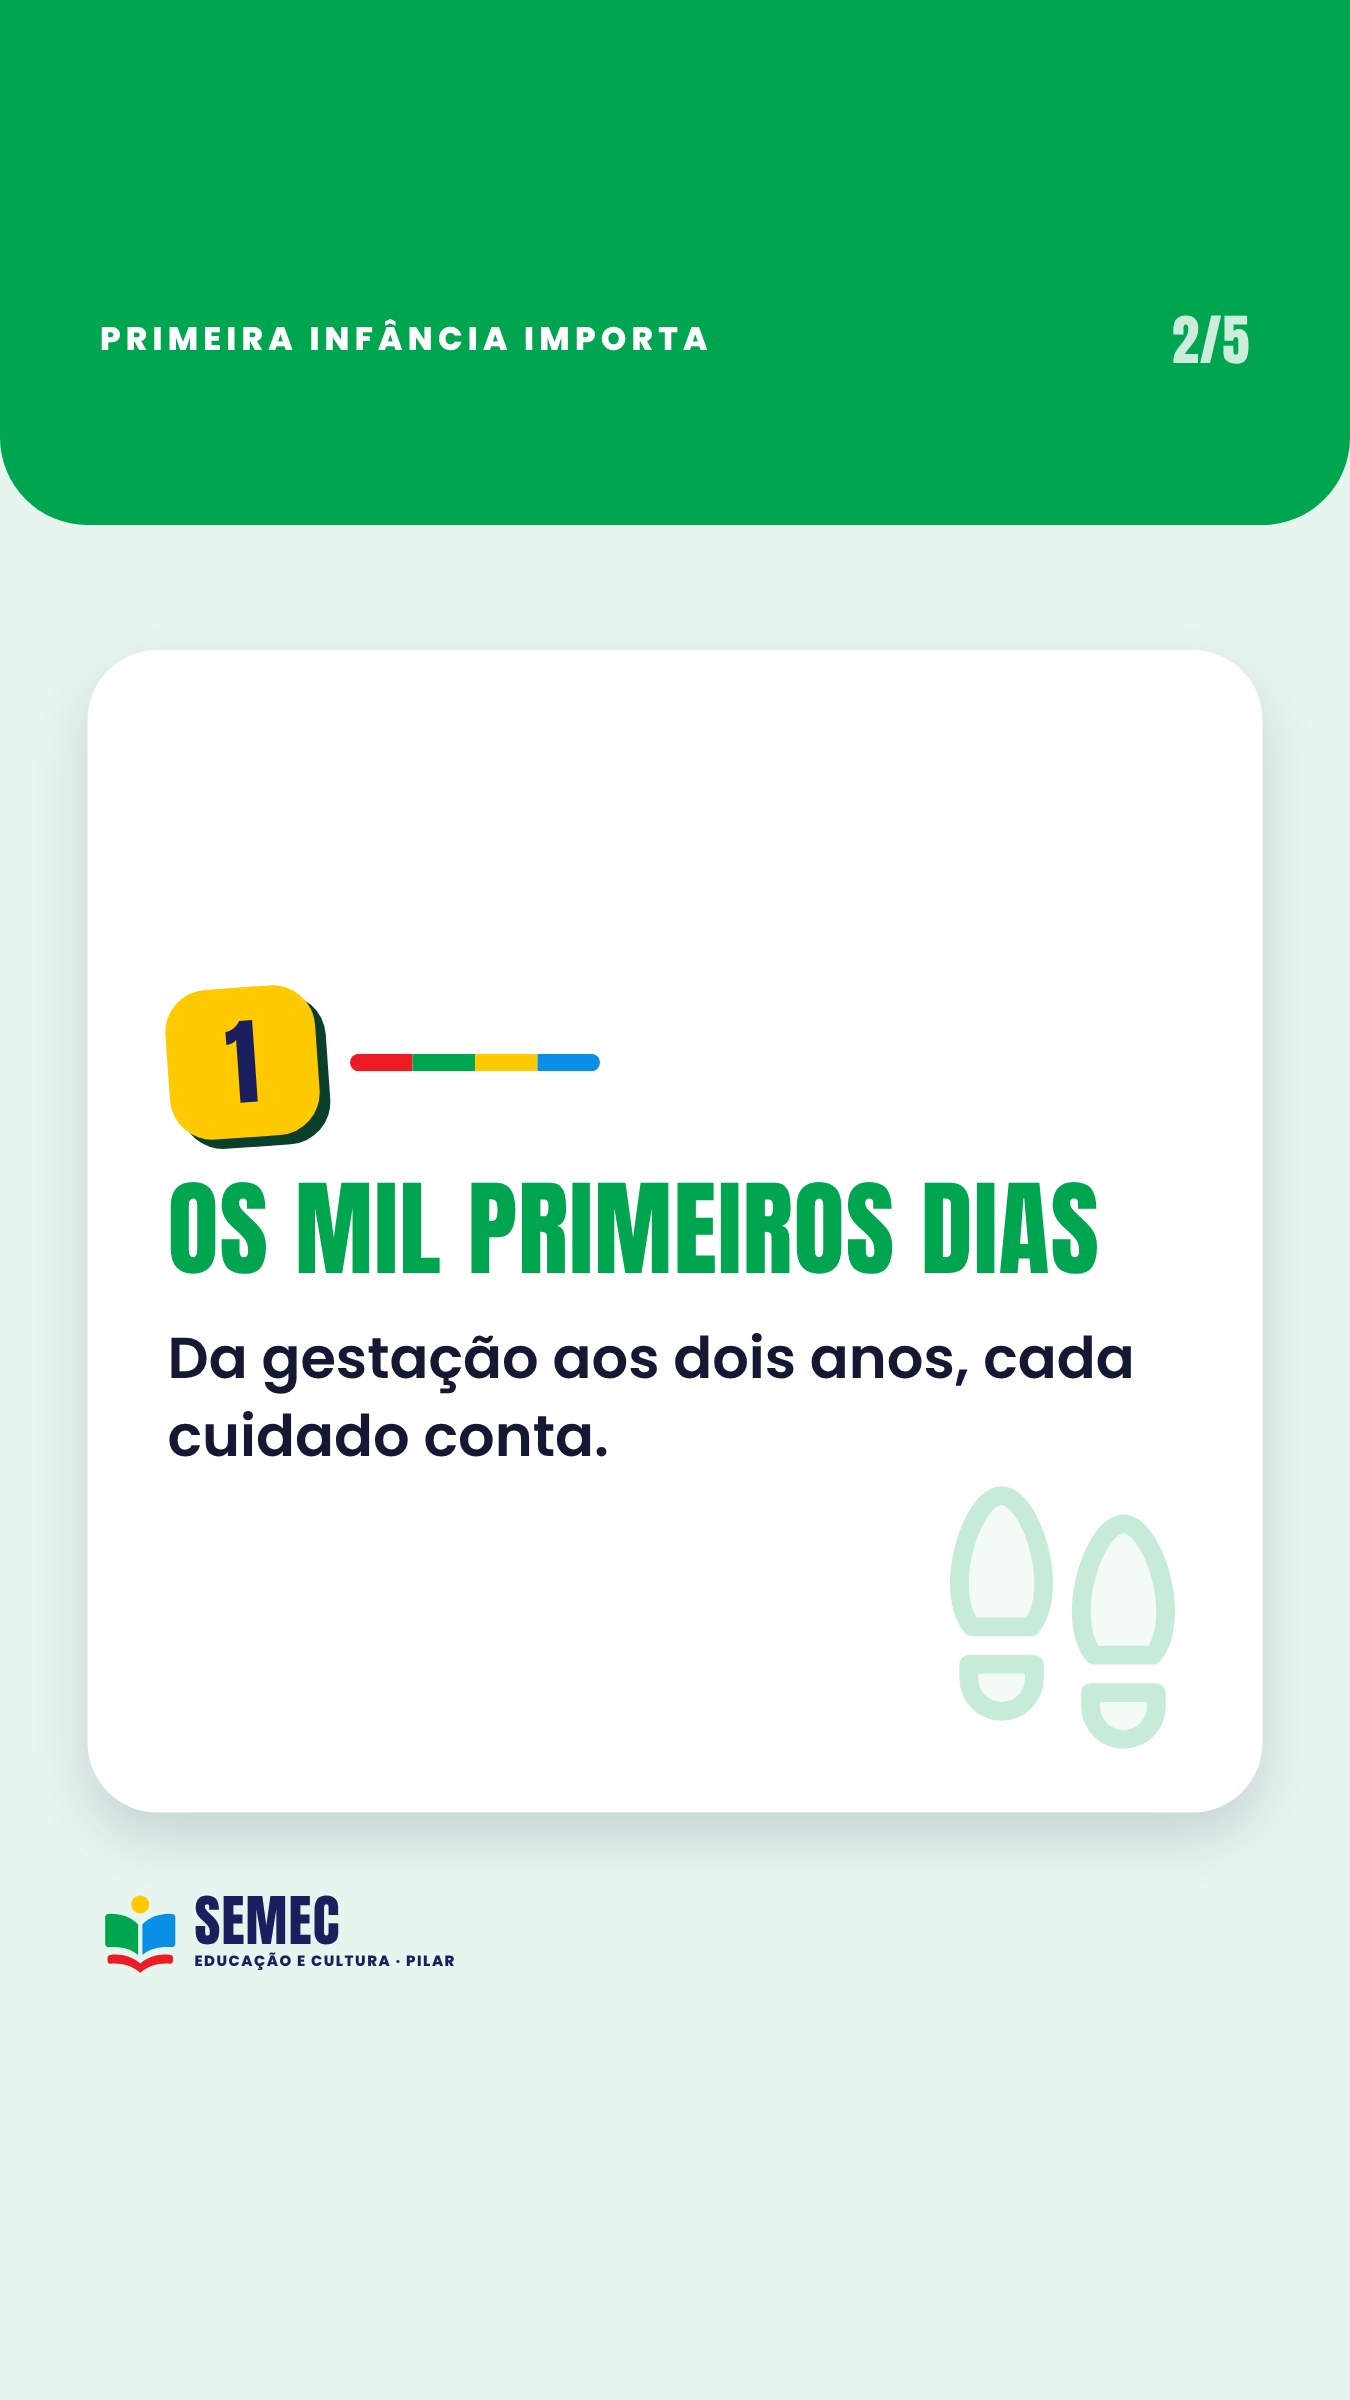 PRIMEIRA INFÂNCIA IMPORTA
2/5
1
OS MIL PRIMEIROS DIAS
Da gestação aos dois anos, cada
cuidado conta.
SEMEC
EDUCAÇÃO E CULTURA · PILAR